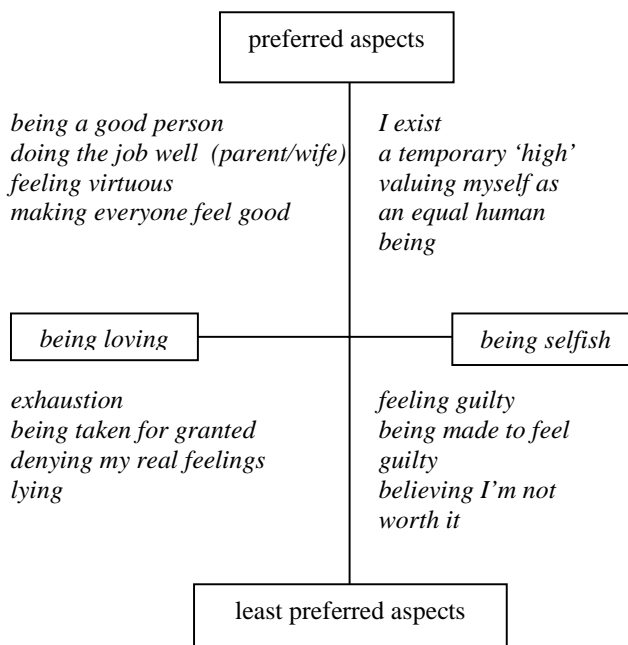 preferred aspects
being a good person
doing the job well (parent/wife)
feeling virtuous
making everyone feel good
I exist
a temporary ‘high’
valuing myself as
an equal human
being
being loving
being selfish
exhaustion
being taken for granted
denying my real feelings
lying
feeling guilty
being made to feel
guilty
believing I’m not
worth it
least preferred aspects